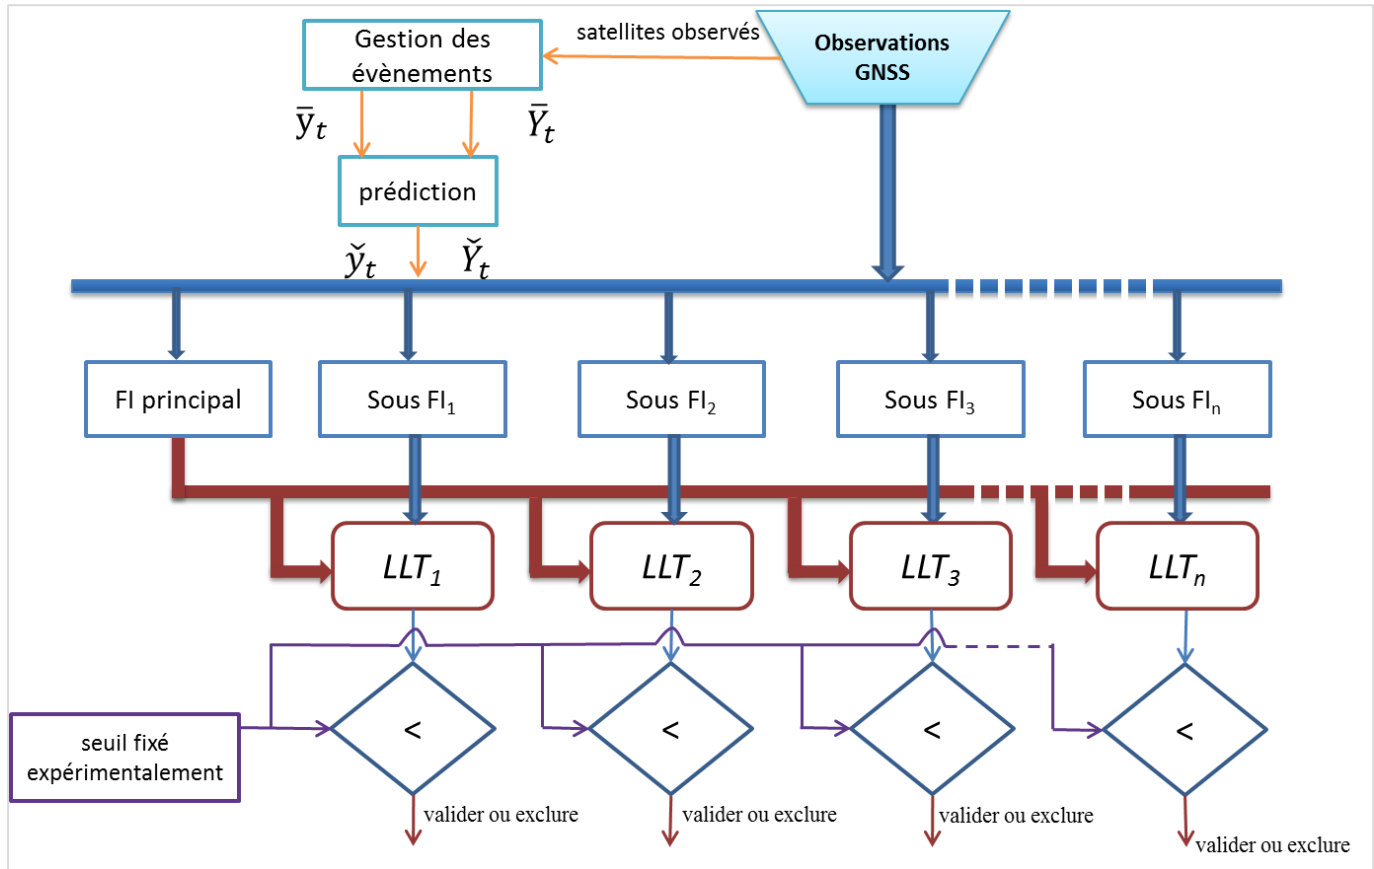 Gestion des
évènements
satellites observés
Observations
GNSS
ȳₜ
Ȳₜ
prédiction
y̌ₜ
Y̌ₜ
FI principal
Sous FI₁
Sous FI₂
Sous FI₃
Sous FIₙ
LLT₁
LLT₂
LLT₃
LLTₙ
seuil fixé
expérimentalement
<
<
<
<
valider ou exclure
valider ou exclure
valider ou exclure
valider ou exclure